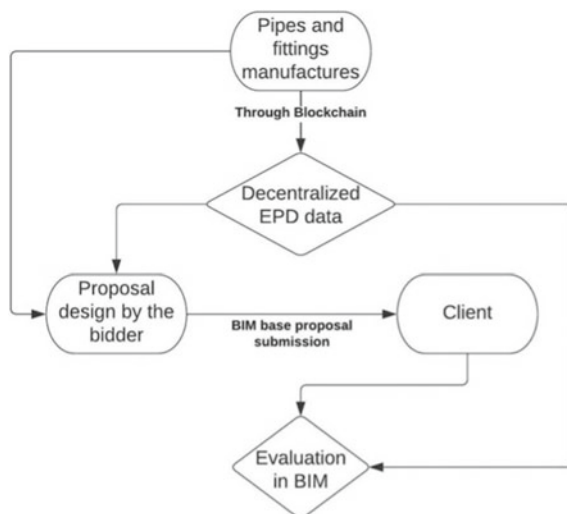 Pipes and
fittings
manufactures
Through Blockchain
Decentralized
EPD data
Proposal
design by the
bidder
BIM base proposal
submission
Client
Evaluation
in BIM